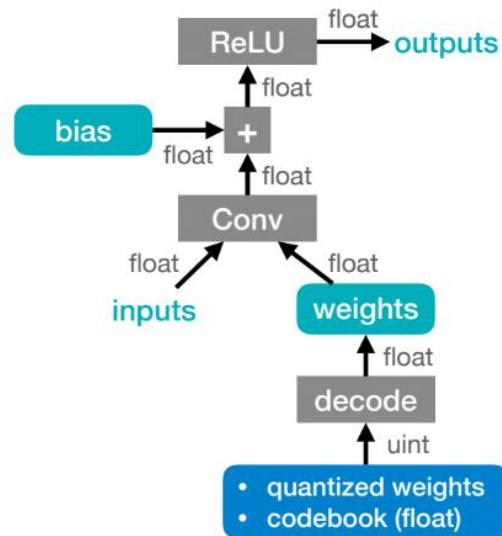 ReLU
float
outputs
float
bias
float
+
float
Conv
float
float
inputs
weights
float
decode
uint
• quantized weights
• codebook (float)